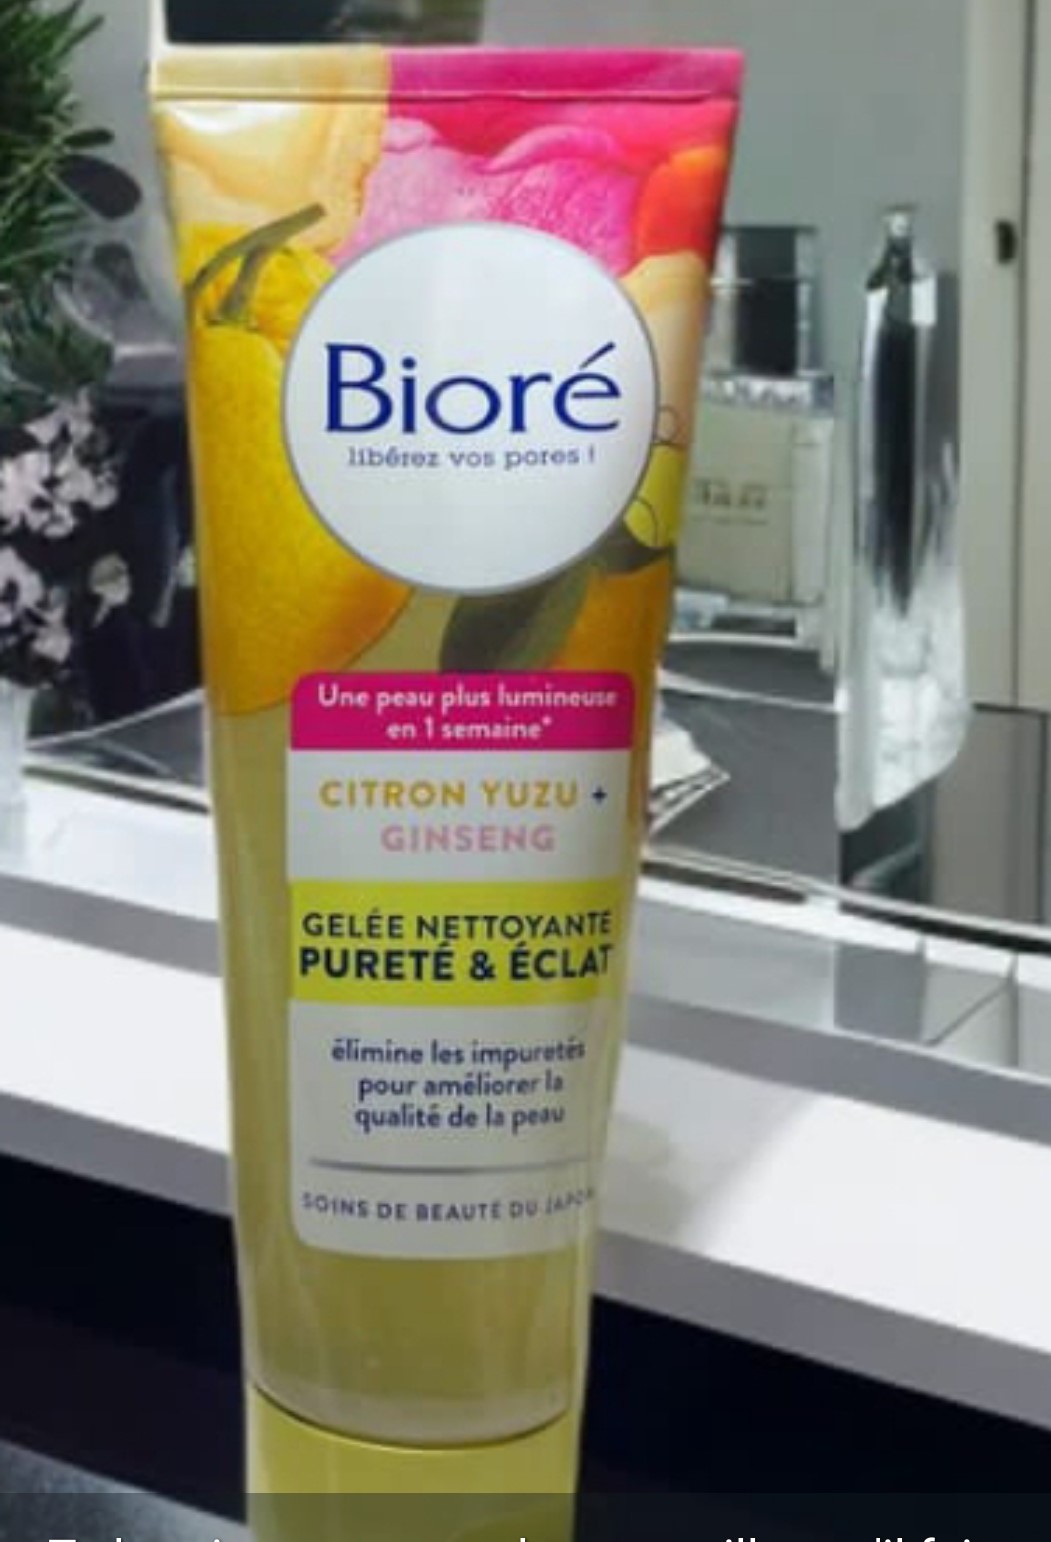 Bioré
libérez vos pores !
Une peau plus lumineuse
en 1 semaine*
CITRON YUZU +
GINSENG
GELÉE NETTOYANTE
PURETÉ & ÉCLAT
élimine les impuretés
pour améliorer la
qualité de la peau
SOINS DE BEAUTÉ DU JAPON